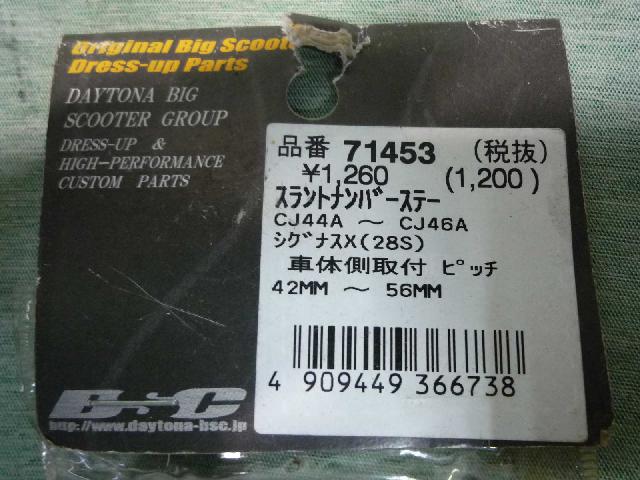 Original Big Scoote
Dress-up Parts
DAYTONA BIG
SCOOTER GROUP
DRESS-UP &
HIGH-PERFORMANCE
CUSTOM PARTS
品番 71453 (税抜)
¥1,260 (1,200)
スラントナンバーステー
CJ44A ～ CJ46A
シグナスX(28S)
車体側取付 ピッチ
42MM ～ 56MM
4 909449 366738
BSC
http://www.daytona-bsc.com/